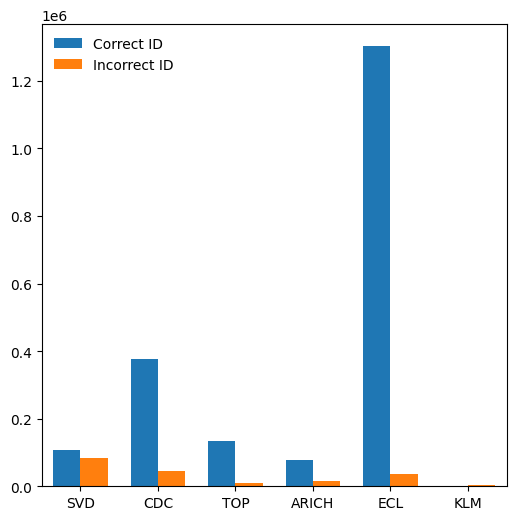 1e6
Correct ID
Incorrect ID
1.2
1.0
0.8
0.6
0.4
0.2
0.0
SVD CDC TOP ARICH ECL KLM